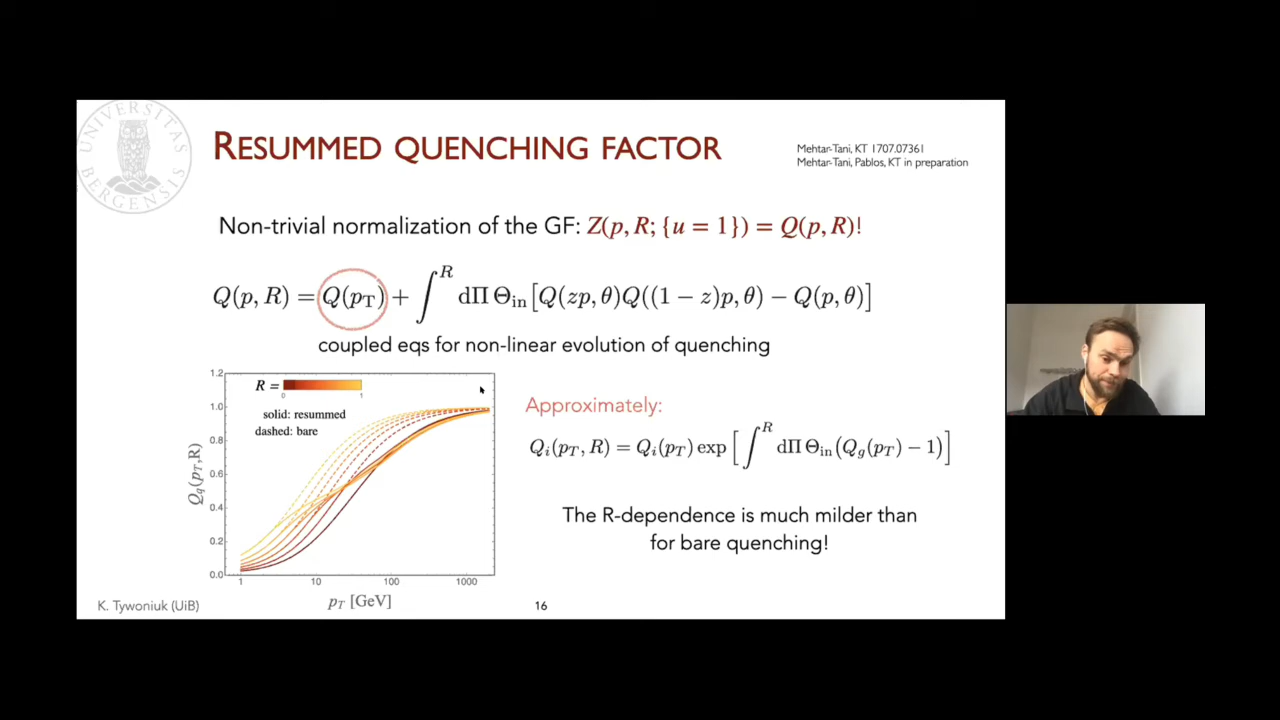 UNIVERSITAS
BERGENSIS
RESUMMED QUENCHING FACTOR
Mehtar-Tani, KT 1707.07361
Mehtar-Tani, Pablos, KT in preparation
Non-trivial normalization of the GF: Z(p, R; {u = 1}) = Q(p, R)!
Q(p, R) = Q(p_T) + ∫^R dΠ Θ_in [Q(zp, θ)Q((1 − z)p, θ) − Q(p, θ)]
coupled eqs for non-linear evolution of quenching
1.2
1.0
0.8
0.6
0.4
0.2
0.0
Q_q(p_T,R)
R =
0 1
solid: resummed
dashed: bare
1 10 100 1000
p_T [GeV]
Approximately:
Q_i(p_T, R) = Q_i(p_T) exp [∫^R dΠ Θ_in (Q_g(p_T) − 1)]
The R-dependence is much milder than
for bare quenching!
K. Tywoniuk (UiB)
16